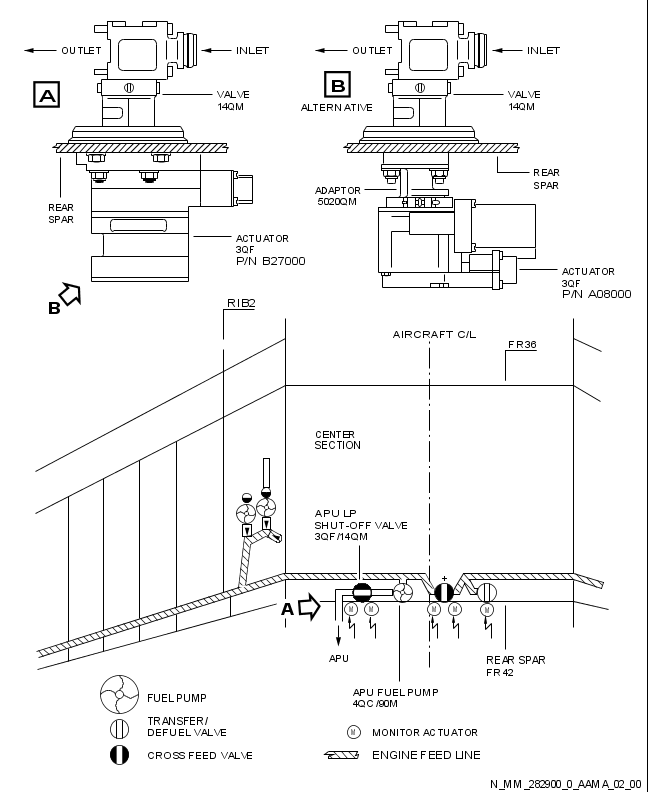 OUTLET
INLET
A
VALVE
14QM
REAR
SPAR
ACTUATOR
3QF
P/N B27000
B
OUTLET
INLET
B
ALTERNATIVE
VALVE
14QM
REAR
SPAR
ADAPTOR
5020QM
ACTUATOR
3QF
P/N A08000
RIB2
AIRCRAFT C/L
FR36
CENTER
SECTION
APU LP
SHUT-OFF VALVE
3QF/14QM
A
M
M
M
M
M
APU
APU FUEL PUMP
4QC/90M
REAR SPAR
FR42
FUEL PUMP
TRANSFER/
DEFUEL VALVE
CROSS FEED VALVE
M
MONITOR ACTUATOR
ENGINE FEED LINE
N_MM_282900_0_AAMA_02_00